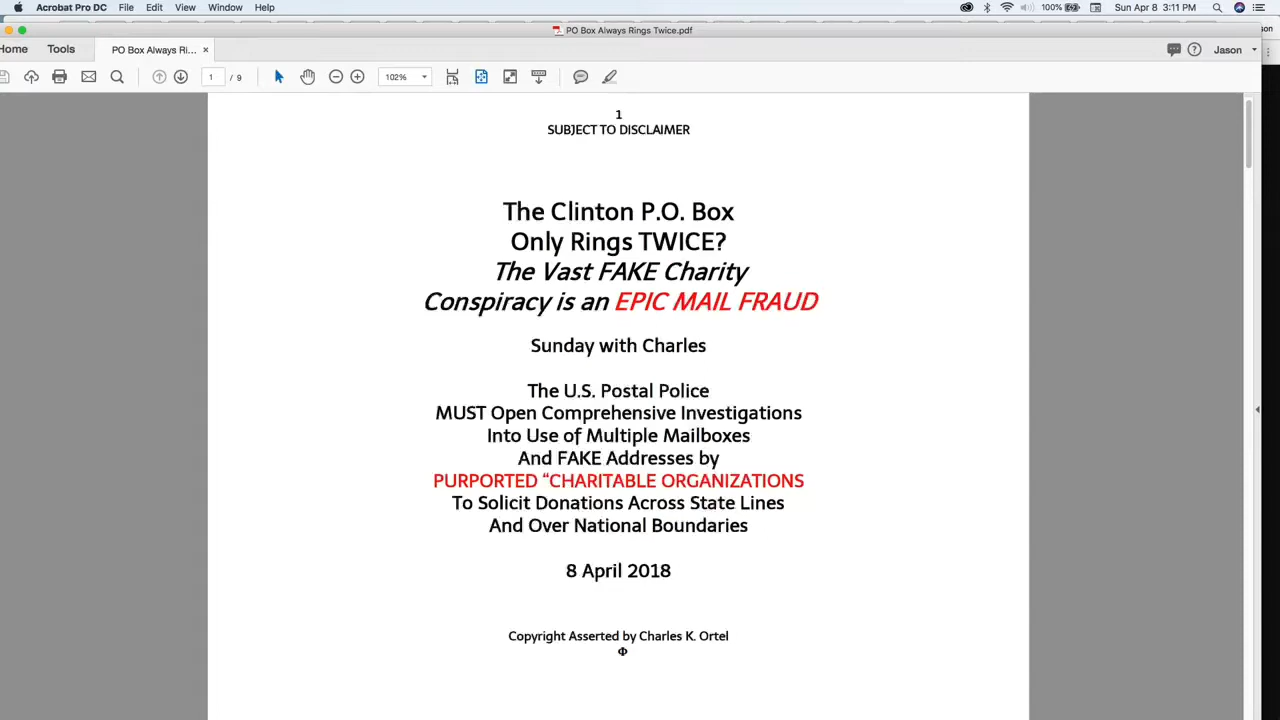 Acrobat Pro DC File Edit View Window Help 100% Sun Apr 8 3:11 PM
PO Box Always Rings Twice.pdf
Home Tools PO Box Always Ri... × Jason
1 / 9 102%
1
SUBJECT TO DISCLAIMER
The Clinton P.O. Box
Only Rings TWICE?
The Vast FAKE Charity
Conspiracy is an EPIC MAIL FRAUD
Sunday with Charles
The U.S. Postal Police
MUST Open Comprehensive Investigations
Into Use of Multiple Mailboxes
And FAKE Addresses by
PURPORTED “CHARITABLE ORGANIZATIONS
To Solicit Donations Across State Lines
And Over National Boundaries
8 April 2018
Copyright Asserted by Charles K. Ortel
Φ